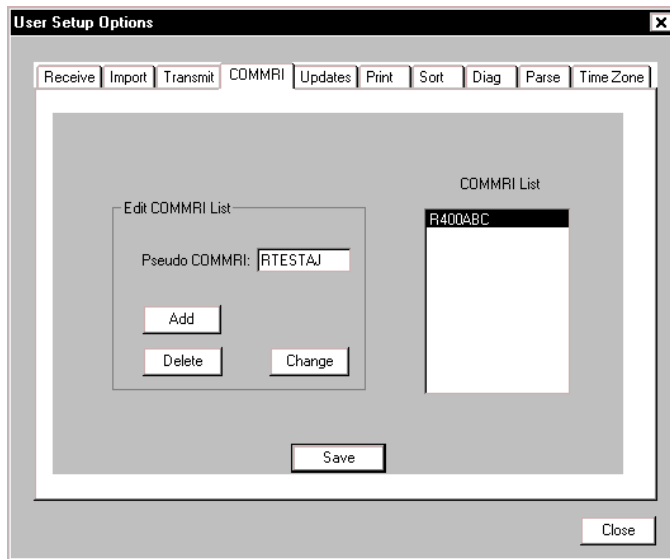 User Setup Options
Receive Import Transmit COMMRI Updates Print Sort Diag Parse Time Zone
COMMRI List
Edit COMMRI List
R400ABC
Pseudo COMMRI: RTESTAJ
Add
Delete Change
Save
Close